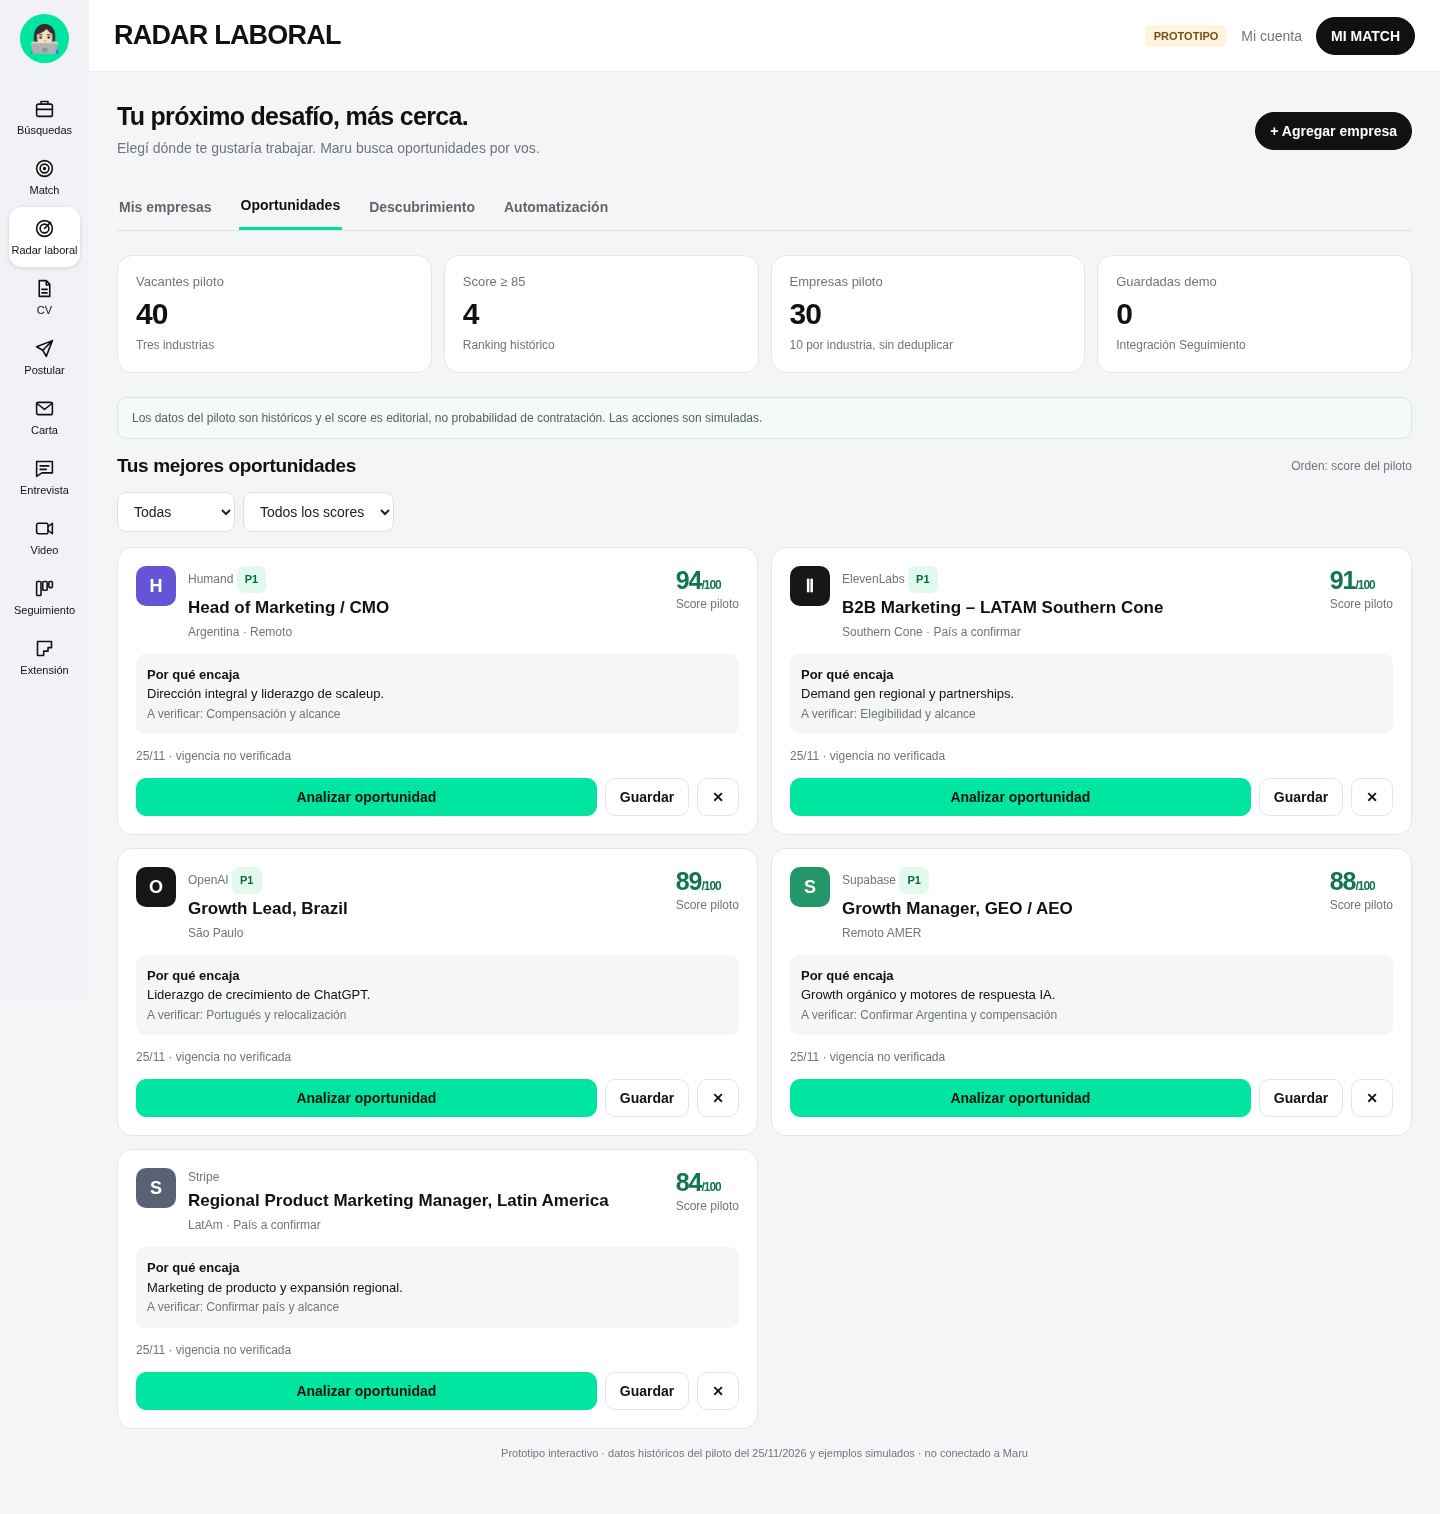 RADAR LABORAL
PROTOTIPO
Mi cuenta
MI MATCH
Búsquedas
Match
Radar laboral
CV
Postular
Carta
Entrevista
Video
Seguimiento
Extensión
Tu próximo desafío, más cerca.
Elegí dónde te gustaría trabajar. Maru busca oportunidades por vos.
+ Agregar empresa
Mis empresas
Oportunidades
Descubrimiento
Automatización
Vacantes piloto
40
Tres industrias
Score ≥ 85
4
Ranking histórico
Empresas piloto
30
10 por industria, sin deduplicar
Guardadas demo
0
Integración Seguimiento
Los datos del piloto son históricos y el score es editorial, no probabilidad de contratación. Las acciones son simuladas.
Tus mejores oportunidades
Orden: score del piloto
Todas
Todos los scores
H
Humand P1
Head of Marketing / CMO
Argentina · Remoto
94/100
Score piloto
Por qué encaja
Dirección integral y liderazgo de scaleup.
A verificar: Compensación y alcance
25/11 · vigencia no verificada
Analizar oportunidad
Guardar
✕
II
ElevenLabs P1
B2B Marketing – LATAM Southern Cone
Southern Cone · País a confirmar
91/100
Score piloto
Por qué encaja
Demand gen regional y partnerships.
A verificar: Elegibilidad y alcance
25/11 · vigencia no verificada
Analizar oportunidad
Guardar
✕
O
OpenAI P1
Growth Lead, Brazil
São Paulo
89/100
Score piloto
Por qué encaja
Liderazgo de crecimiento de ChatGPT.
A verificar: Portugués y relocalización
25/11 · vigencia no verificada
Analizar oportunidad
Guardar
✕
S
Supabase P1
Growth Manager, GEO / AEO
Remoto AMER
88/100
Score piloto
Por qué encaja
Growth orgánico y motores de respuesta IA.
A verificar: Confirmar Argentina y compensación
25/11 · vigencia no verificada
Analizar oportunidad
Guardar
✕
S
Stripe
Regional Product Marketing Manager, Latin America
LatAm · País a confirmar
84/100
Score piloto
Por qué encaja
Marketing de producto y expansión regional.
A verificar: Confirmar país y alcance
25/11 · vigencia no verificada
Analizar oportunidad
Guardar
✕
Prototipo interactivo · datos históricos del piloto del 25/11/2026 y ejemplos simulados · no conectado a Maru